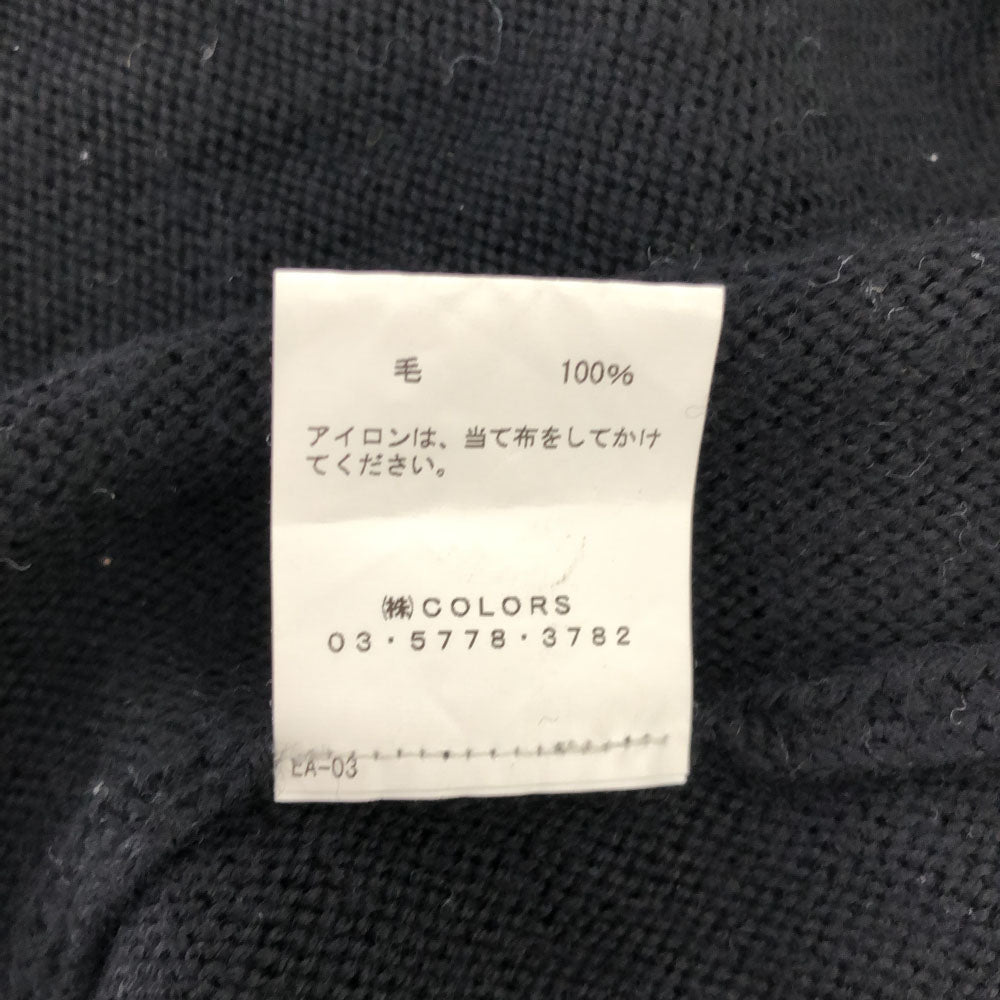 毛 100%
アイロンは、当て布をしてかけ
てください。
㈱COLORS
03・5778・3782
LA-03